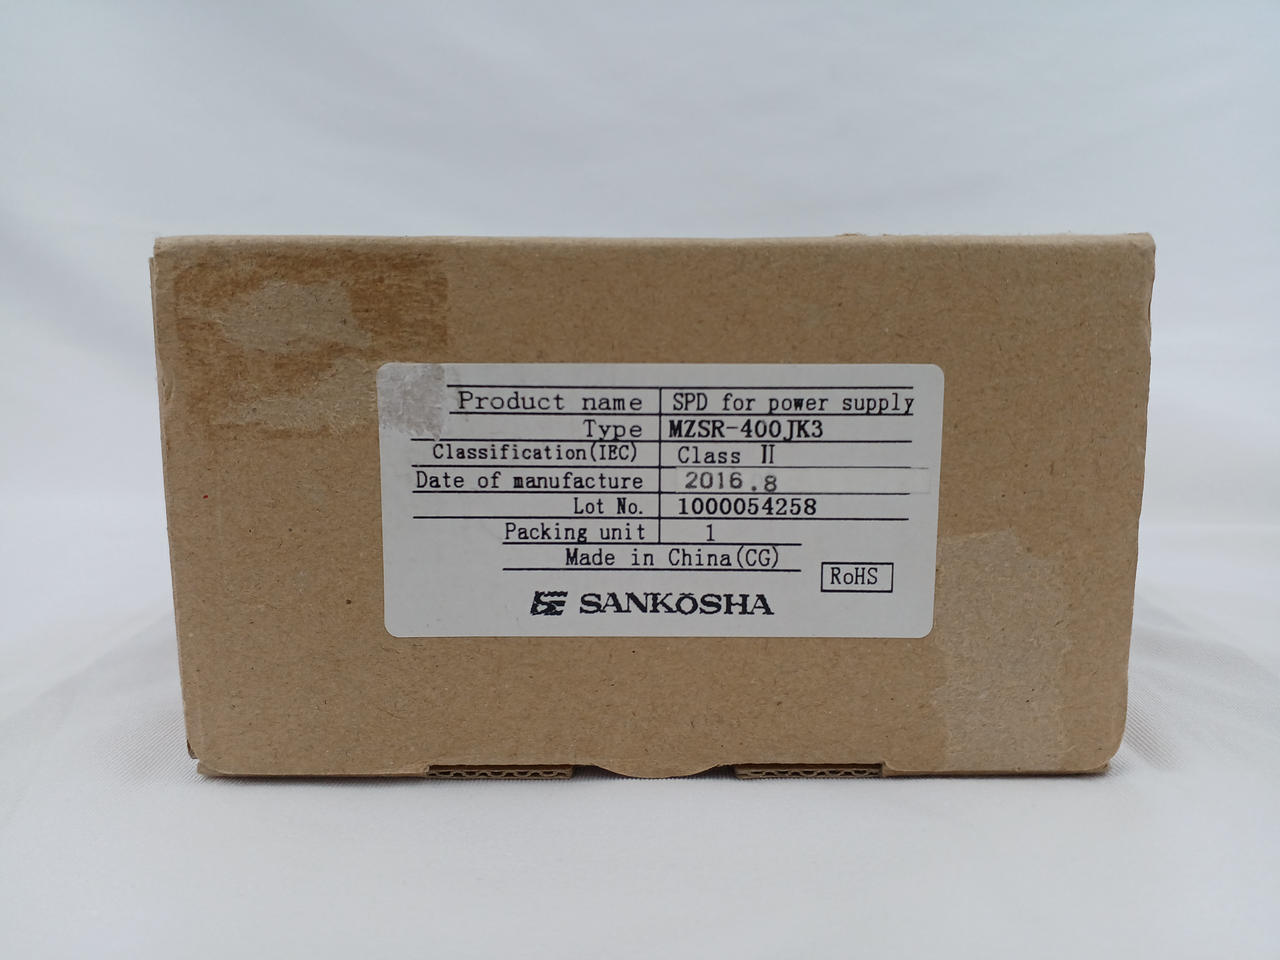 Product name SPD for power supply
Type MZSR-400JK3
Classification(IEC) Class Ⅱ
Date of manufacture 2016.8
Lot No. 1000054258
Packing unit 1
Made in China(CG)
RoHS
SANKŌSHA